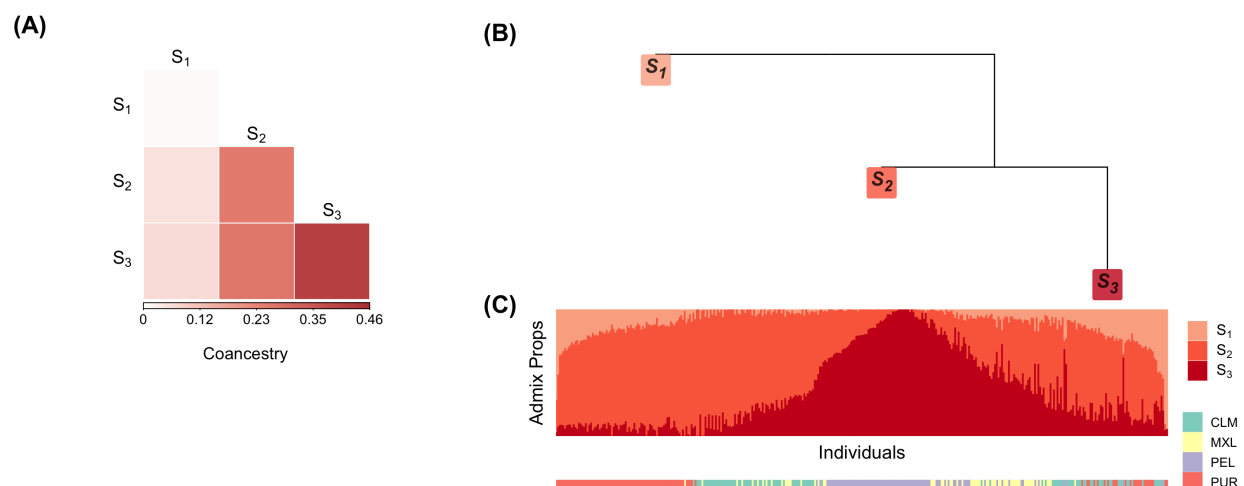 (A)
S1
S1
S2
S2
S3
S3
0 0.12 0.23 0.35 0.46
Coancestry
(B)
S1
S2
S3
(C)
Admix Props
Individuals
S1
S2
S3
CLM
MXL
PEL
PUR